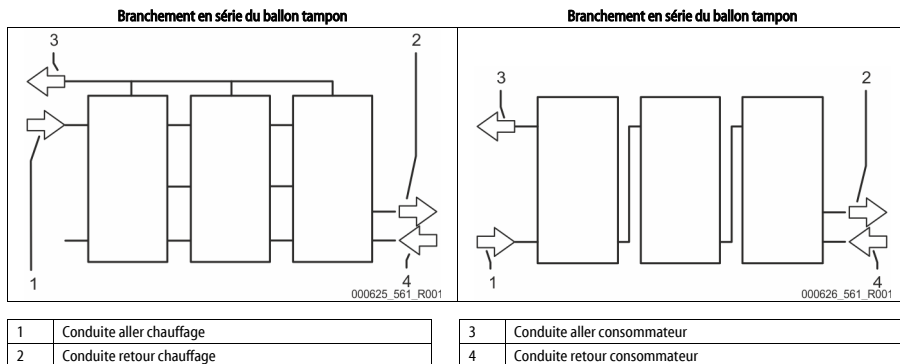 Branchement en série du ballon tampon
3
2
1
4
000625_561_R001
Branchement en série du ballon tampon
3
2
1
4
000626_561_R001
1 Conduite aller chauffage
2 Conduite retour chauffage
3 Conduite aller consommateur
4 Conduite retour consommateur